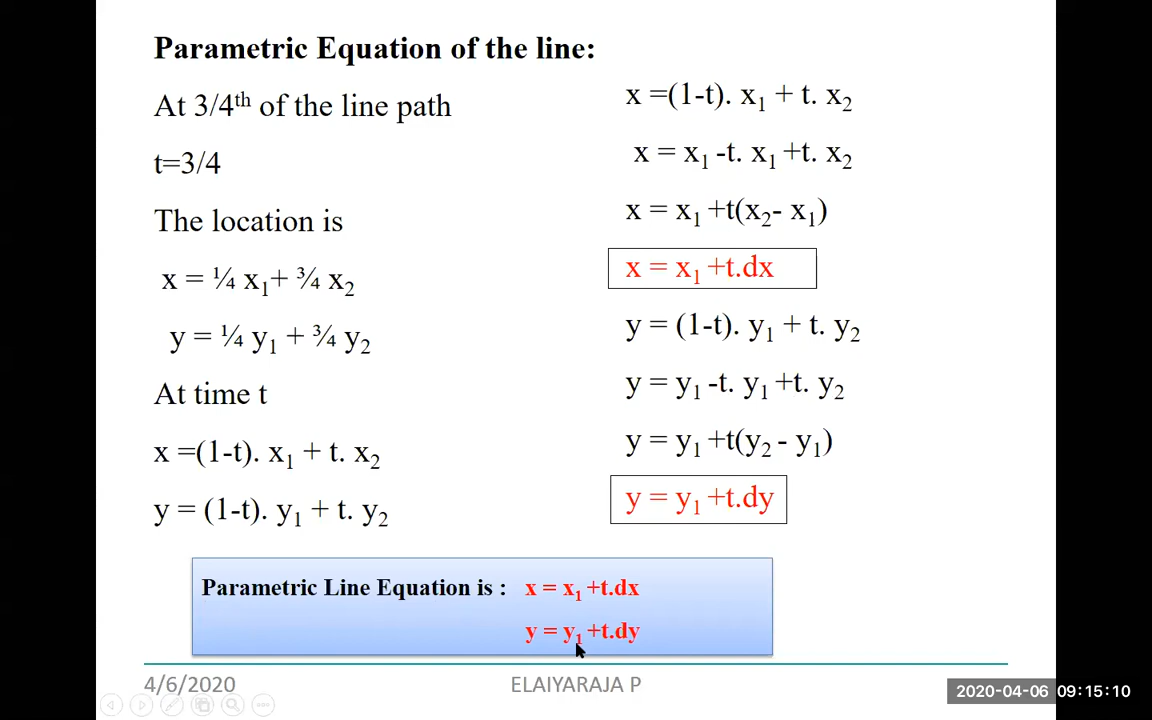 Parametric Equation of the line:
At 3/4th of the line path
t=3/4
The location is
x = ¼ x1+ ¾ x2
y = ¼ y1 + ¾ y2
At time t
x =(1-t). x1 + t. x2
y = (1-t). y1 + t. y2
x =(1-t). x1 + t. x2
x = x1 -t. x1 +t. x2
x = x1 +t(x2- x1)
x = x1 +t.dx
y = (1-t). y1 + t. y2
y = y1 -t. y1 +t. y2
y = y1 +t(y2 - y1)
y = y1 +t.dy
Parametric Line Equation is : x = x1 +t.dx
y = y1 +t.dy
4/6/2020
ELAIYARAJA P
2020-04-06 09:15:10